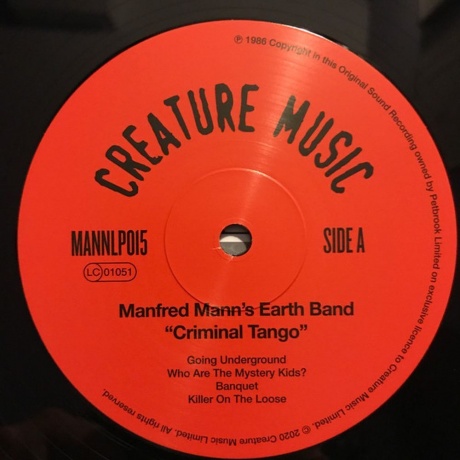 ℗ 1986 Copyright in this Original Sound Recording owned by Petbrook Limited on exclusive licence to Creature Music Limited.
CREATURE MUSIC
MANNLP015
SIDE A
LC 01051
Manfred Mann's Earth Band
"Criminal Tango"
Going Underground
Who Are The Mystery Kids?
Banquet
Killer On The Loose
© 2020 Creature Music Limited. All rights reserved.